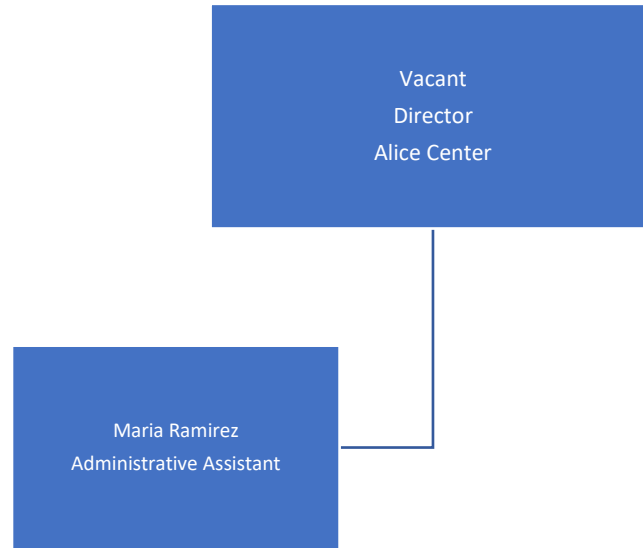 Vacant
Director
Alice Center
Maria Ramirez
Administrative Assistant